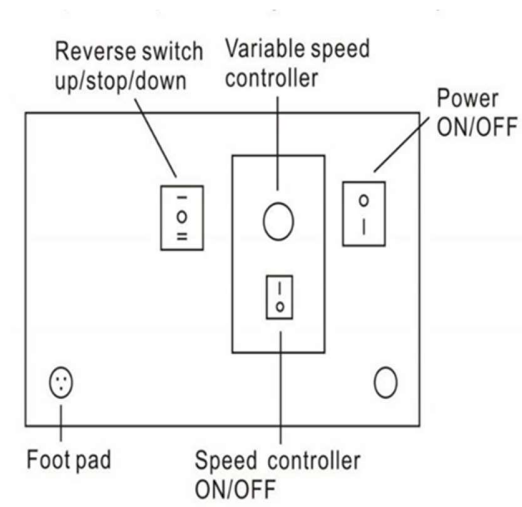 Reverse switch
up/stop/down
Variable speed
controller
Power
ON/OFF
Foot pad
Speed controller
ON/OFF